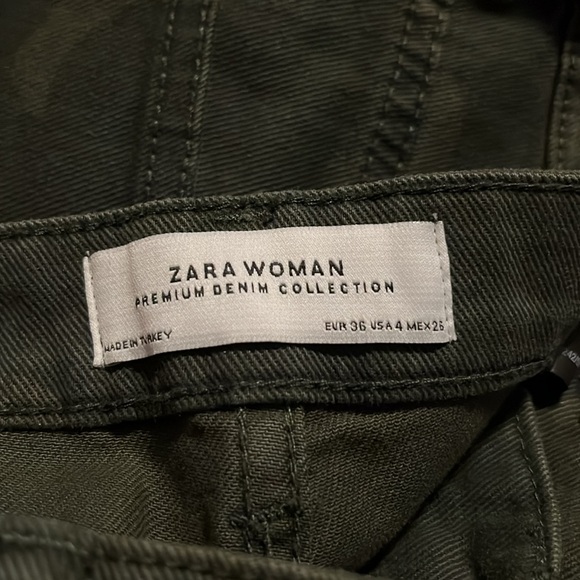 ZARA WOMAN
PREMIUM DENIM COLLECTION
MADE IN TURKEY
EUR 36 USA 4 MEX 26